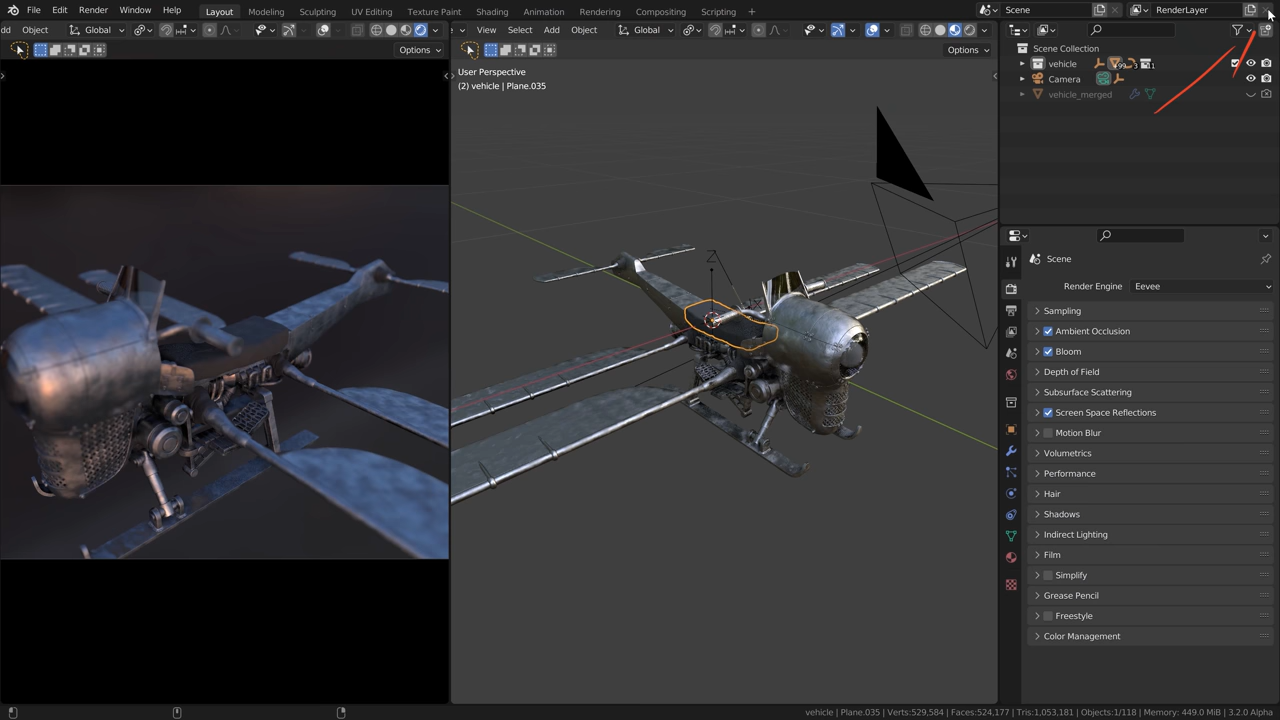 File Edit Render Window Help Layout Modeling Sculpting UV Editing Texture Paint Shading Animation Rendering Compositing Scripting + Scene RenderLayer
dd Object Global
View Select Add Object Global
Options
Options
User Perspective
(2) vehicle | Plane.035
Z
Scene Collection
vehicle
Camera
vehicle_merged
Scene
Render Engine Eevee
Sampling
Ambient Occlusion
Bloom
Depth of Field
Subsurface Scattering
Screen Space Reflections
Motion Blur
Volumetrics
Performance
Hair
Shadows
Indirect Lighting
Film
Simplify
Grease Pencil
Freestyle
Color Management
vehicle | Plane.035 | Verts:529,584 | Faces:524,177 | Tris:1,053,181 | Objects:1/118 | Memory: 449.0 MiB | 3.2.0 Alpha